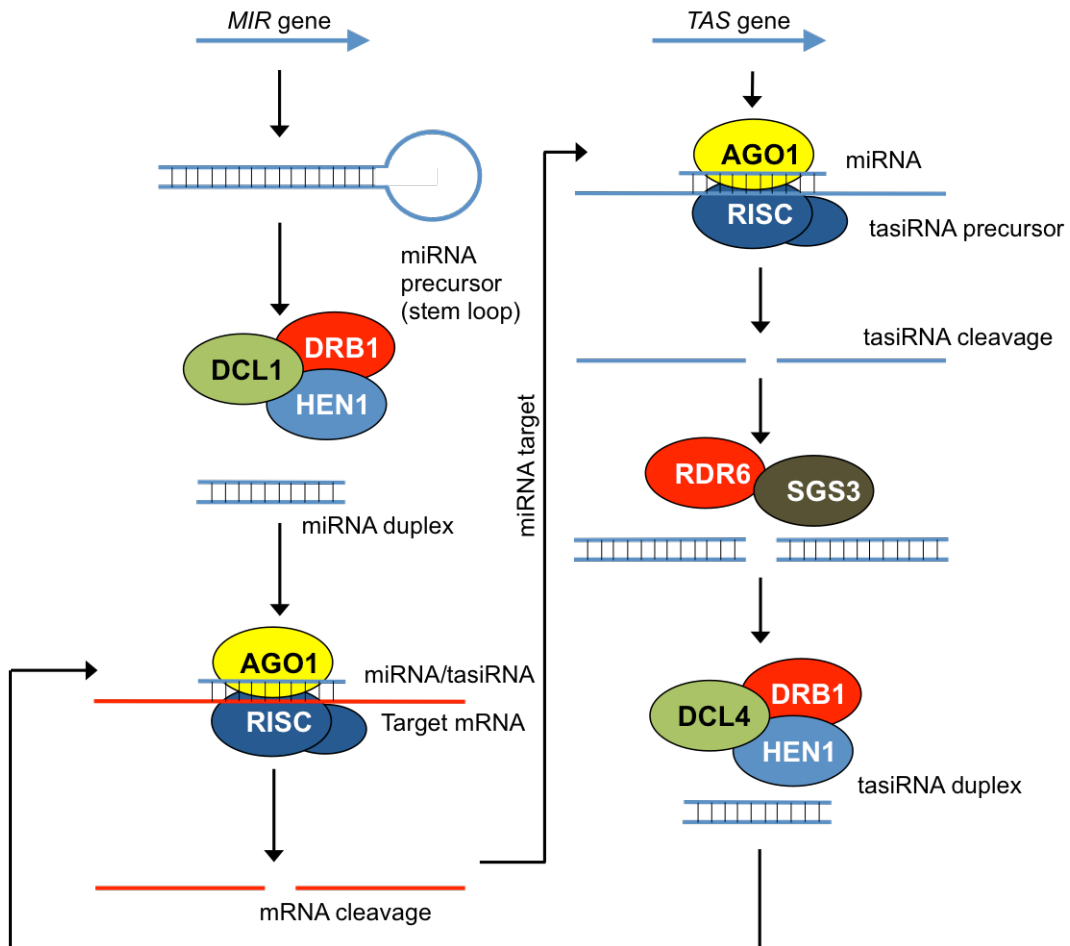 MIR gene
miRNA
precursor
(stem loop)
DCL1
DRB1
HEN1
miRNA duplex
AGO1
miRNA/tasiRNA
RISC
Target mRNA
mRNA cleavage
miRNA target
TAS gene
AGO1
miRNA
RISC
tasiRNA precursor
tasiRNA cleavage
RDR6
SGS3
DCL4
DRB1
HEN1
tasiRNA duplex